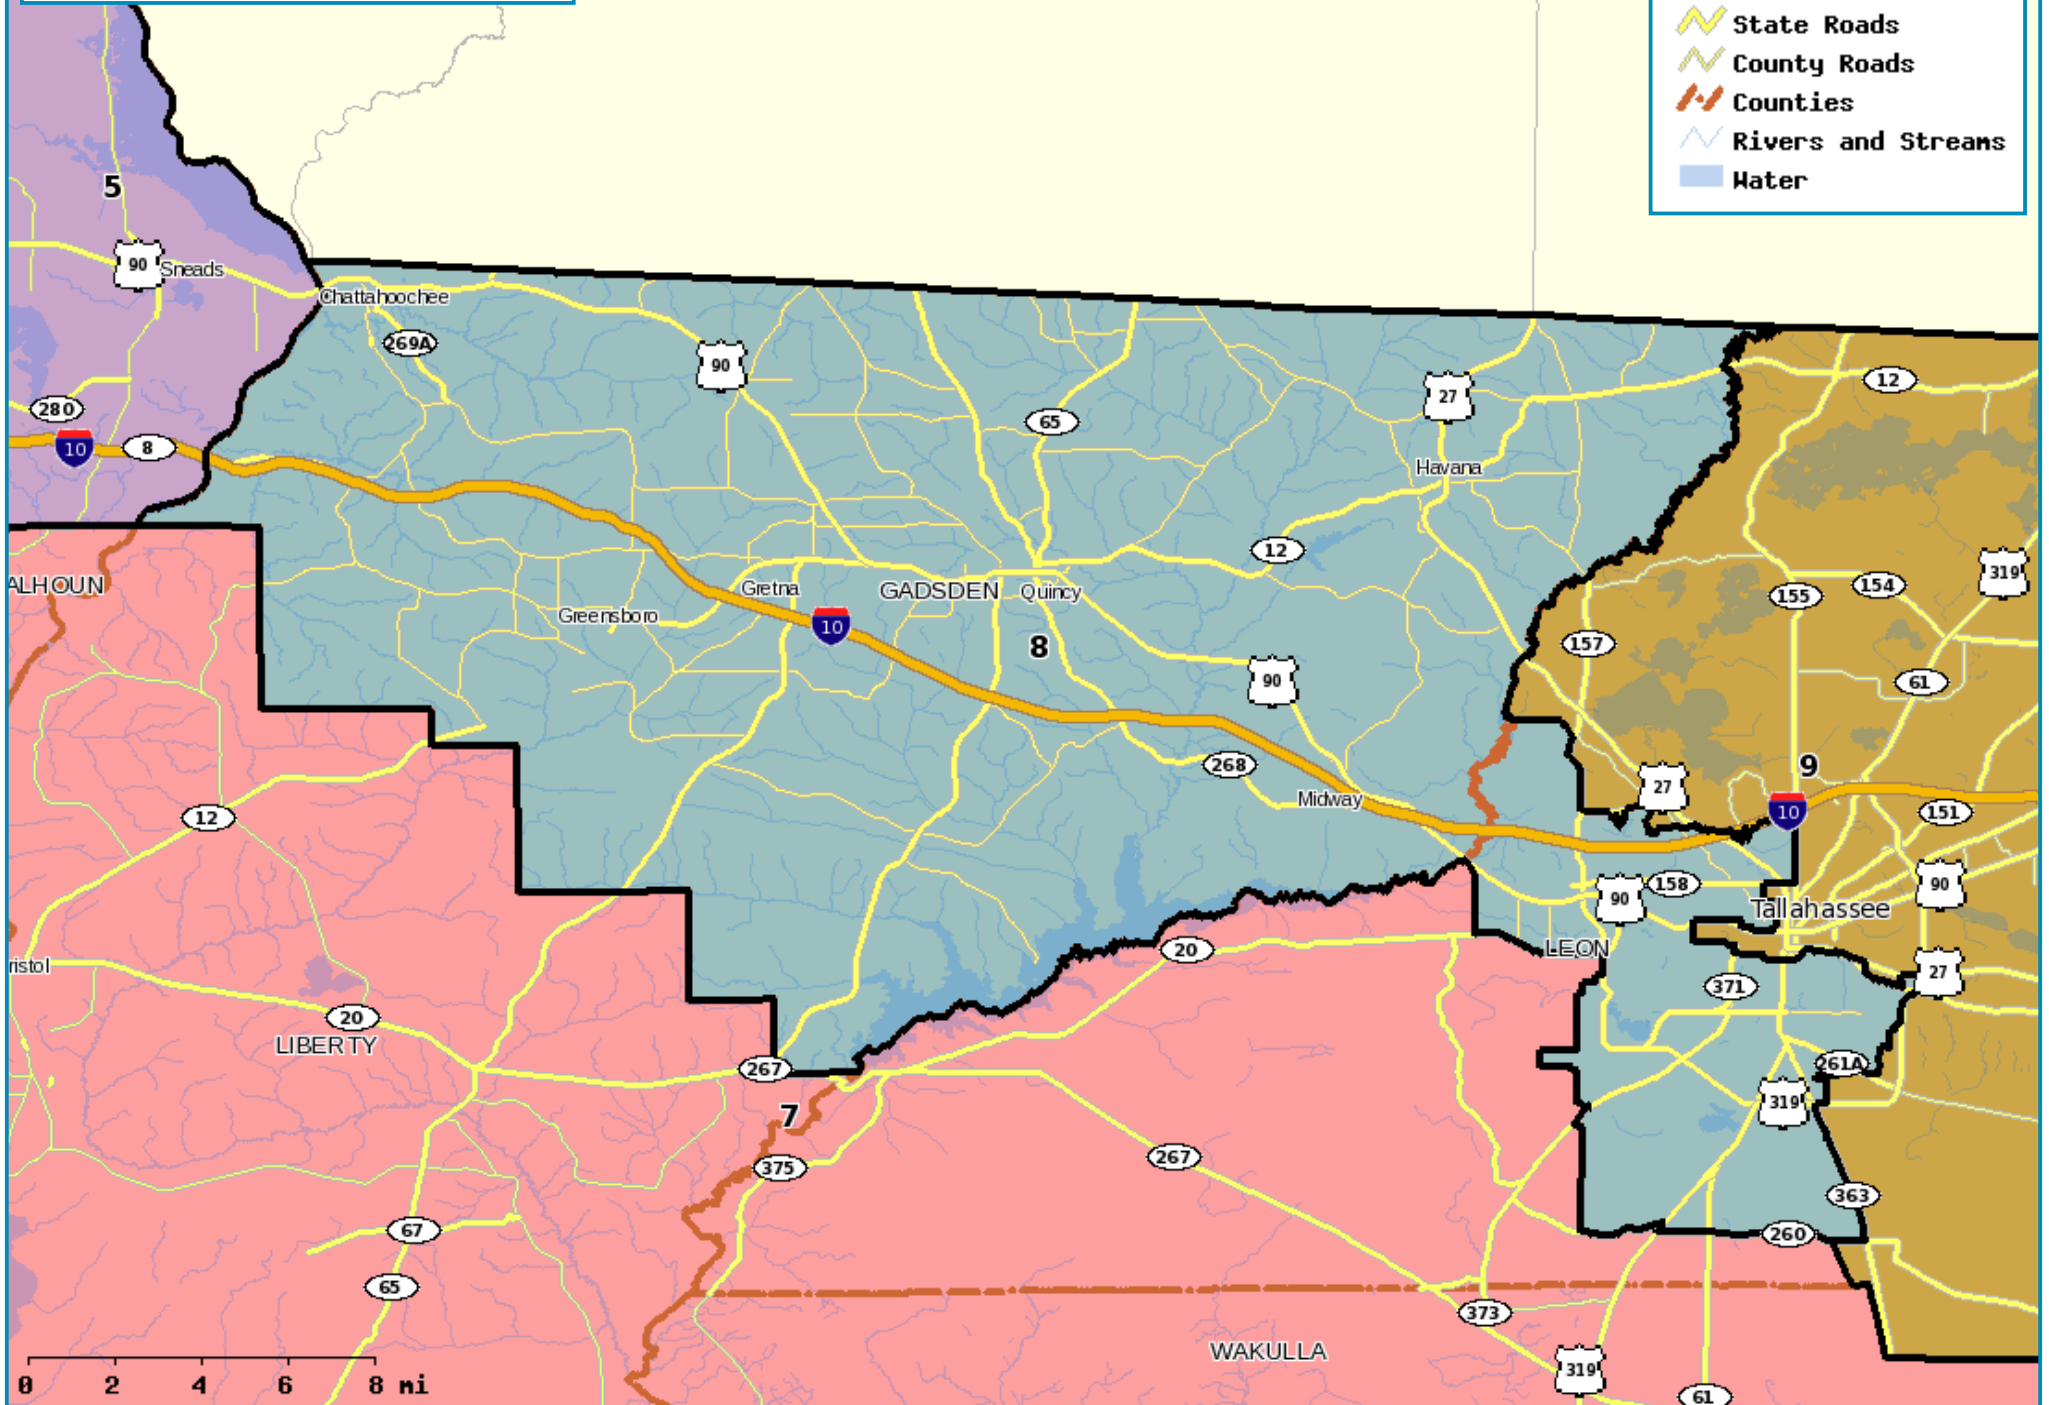 State Roads
County Roads
Counties
Rivers and Streams
Water
5
90
Sneads
Chattahoochee
269A
90
65
27
12
280
10
8
Havana
12
319
ALHOUN
Gretna
GADSDEN
Quincy
155
154
Greensboro
10
8
157
90
61
268
Midway
27
9
10
151
12
90
158
90
Tallahassee
20
LEON
ristol
371
27
20
LIBERTY
267
261A
7
319
375
267
363
67
260
65
373
WAKULLA
319
61
0 2 4 6 8 mi